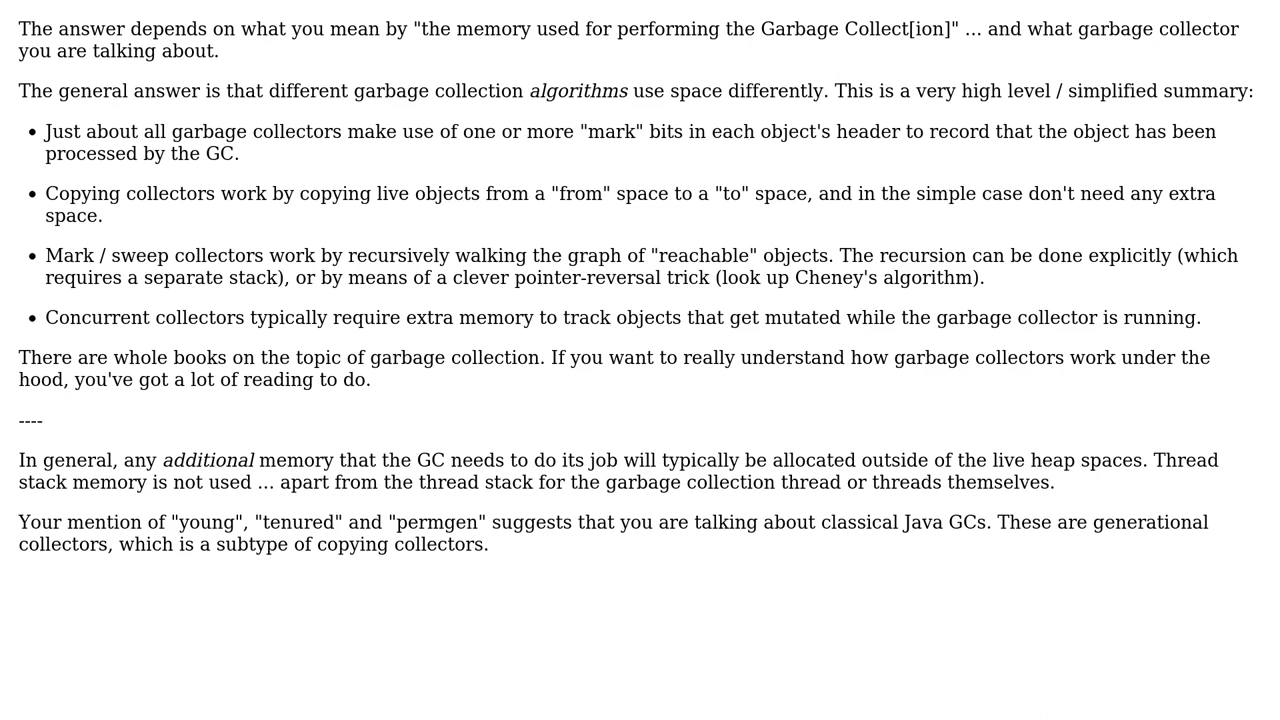 The answer depends on what you mean by "the memory used for performing the Garbage Collect[ion]" ... and what garbage collector
you are talking about.
The general answer is that different garbage collection algorithms use space differently. This is a very high level / simplified summary:
• Just about all garbage collectors make use of one or more "mark" bits in each object's header to record that the object has been
processed by the GC.
• Copying collectors work by copying live objects from a "from" space to a "to" space, and in the simple case don't need any extra
space.
• Mark / sweep collectors work by recursively walking the graph of "reachable" objects. The recursion can be done explicitly (which
requires a separate stack), or by means of a clever pointer-reversal trick (look up Cheney's algorithm).
• Concurrent collectors typically require extra memory to track objects that get mutated while the garbage collector is running.
There are whole books on the topic of garbage collection. If you want to really understand how garbage collectors work under the
hood, you've got a lot of reading to do.
----
In general, any additional memory that the GC needs to do its job will typically be allocated outside of the live heap spaces. Thread
stack memory is not used ... apart from the thread stack for the garbage collection thread or threads themselves.
Your mention of "young", "tenured" and "permgen" suggests that you are talking about classical Java GCs. These are generational
collectors, which is a subtype of copying collectors.